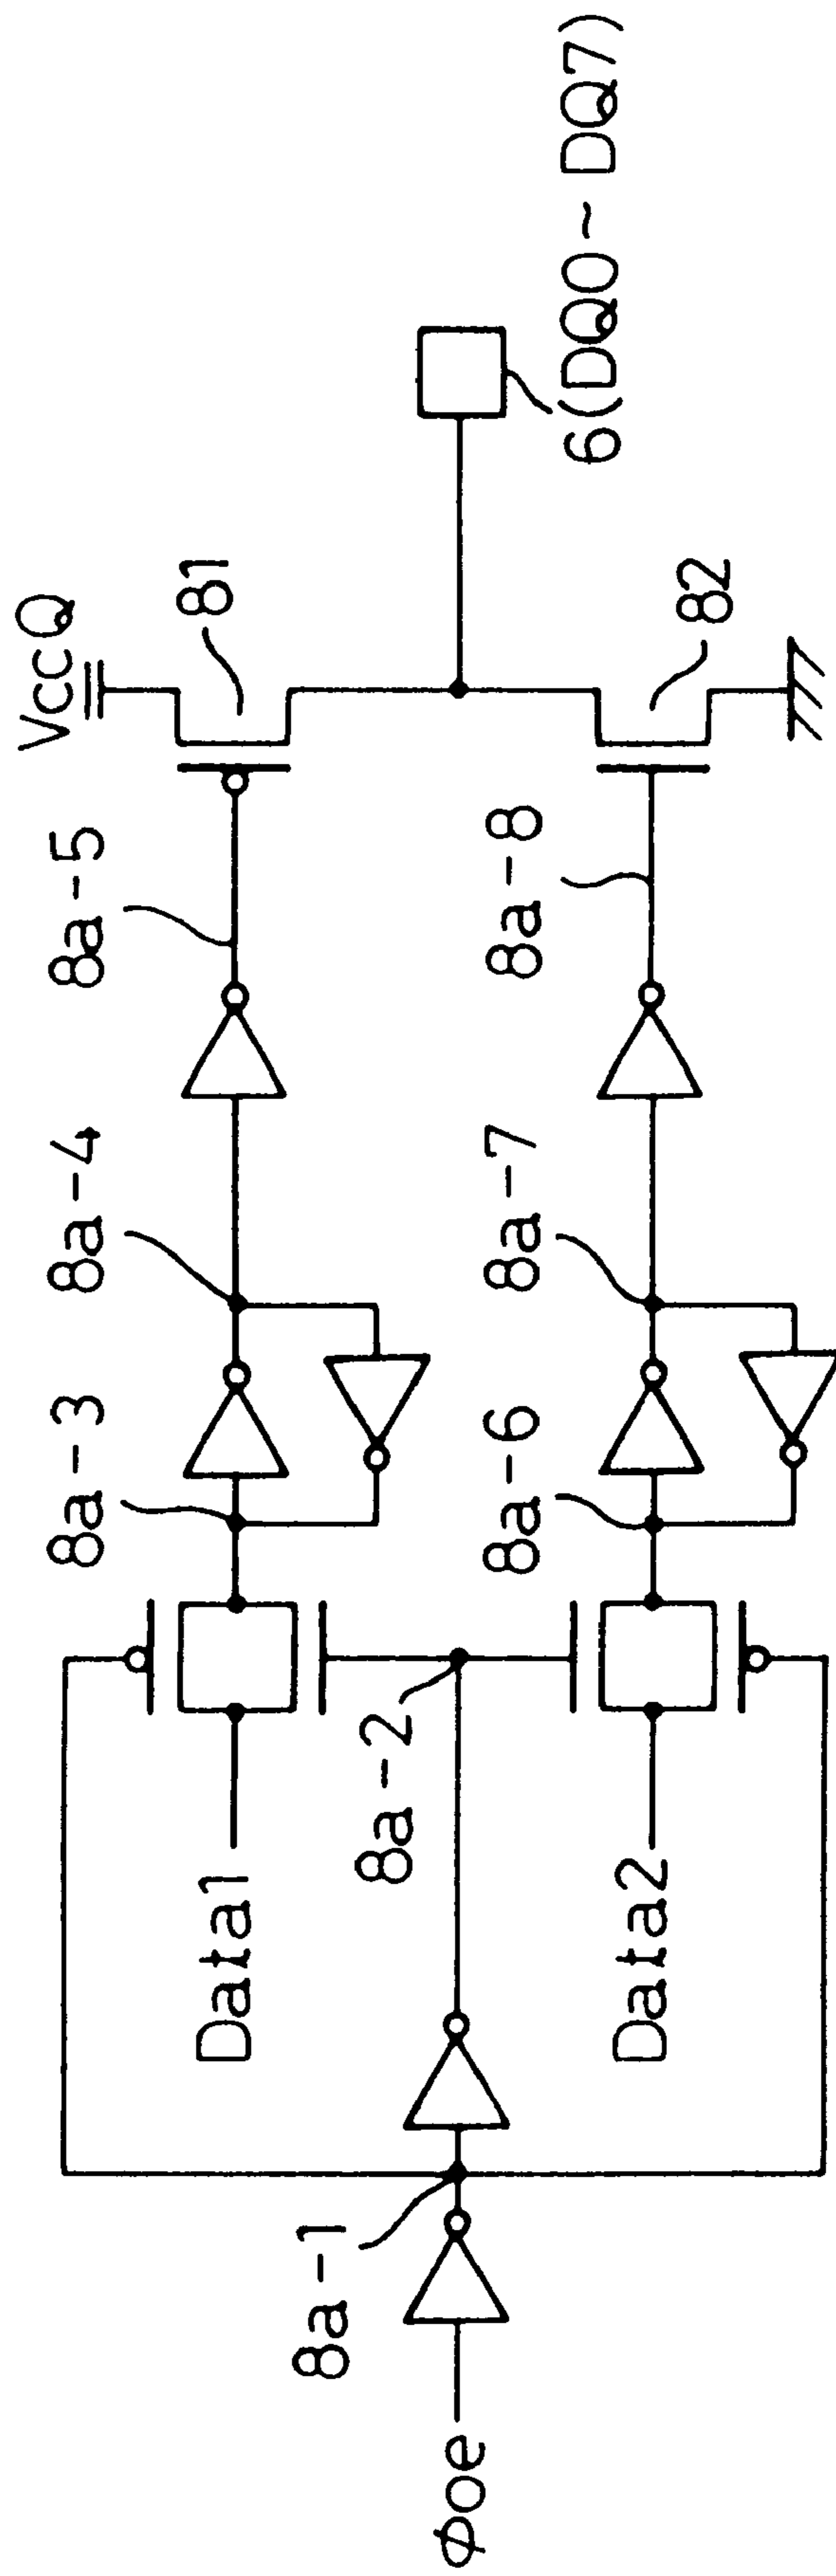 VccQ
8a-3
8a-4
8a-5
81
Data1
8a-2
6(DQ0~DQ7)
8a-1
φoe
8a-6
8a-7
8a-8
82
Data2